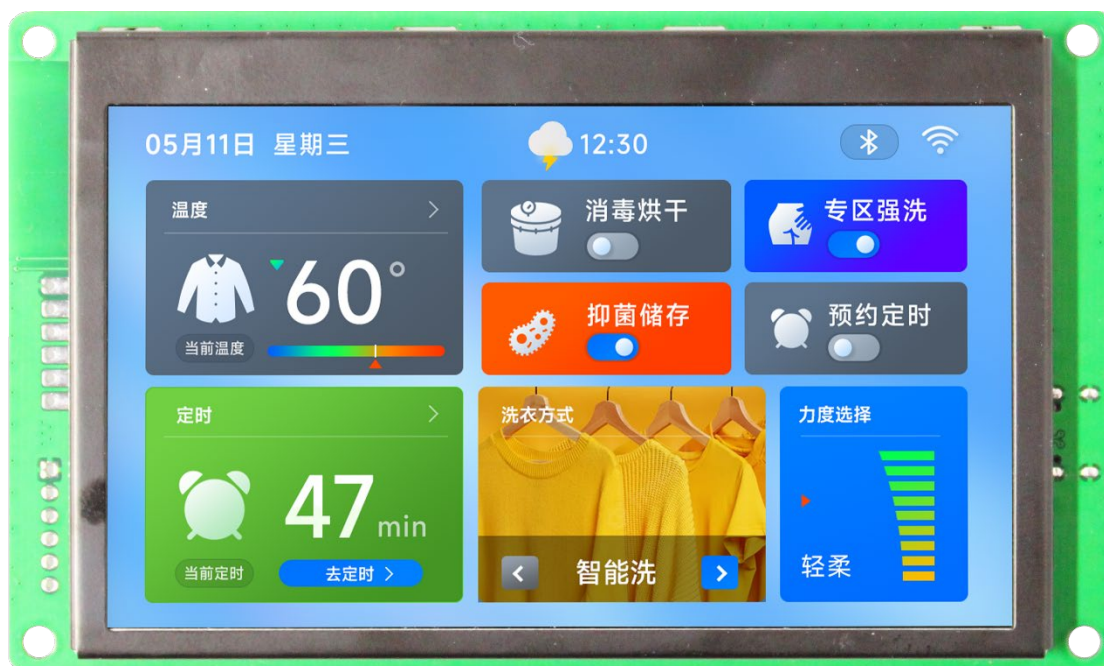 05月11日 星期三
12:30
温度 >
60°
当前温度
消毒烘干
专区强洗
抑菌储存
预约定时
定时 >
47min
当前定时
去定时 >
洗衣方式
< 智能洗 >
力度选择
轻柔